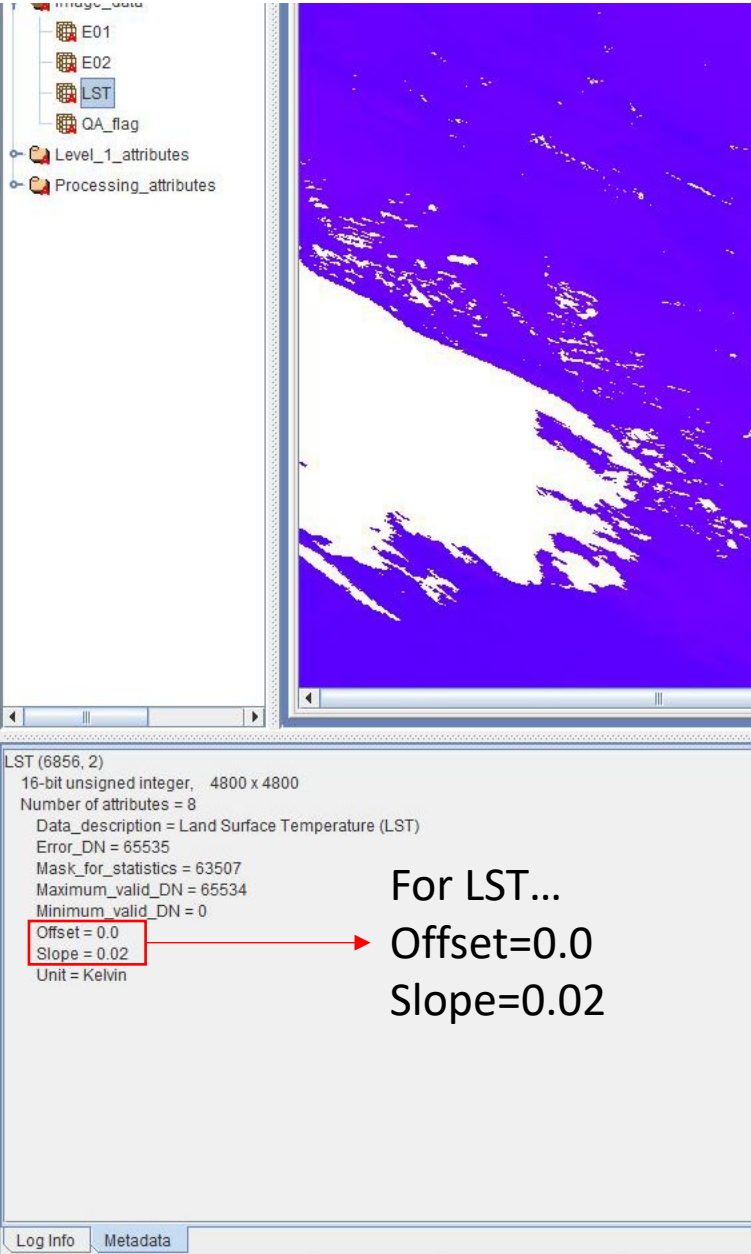 Image_data
E01
E02
LST
QA_flag
Level_1_attributes
Processing_attributes
LST (6856, 2)
16-bit unsigned integer,    4800 x 4800
Number of attributes = 8
Data_description = Land Surface Temperature (LST)
Error_DN = 65535
Mask_for_statistics = 63507
Maximum_valid_DN = 65534
Minimum_valid_DN = 0
Offset = 0.0
Slope = 0.02
Unit = Kelvin
For LST…
Offset=0.0
Slope=0.02
Log Info
Metadata